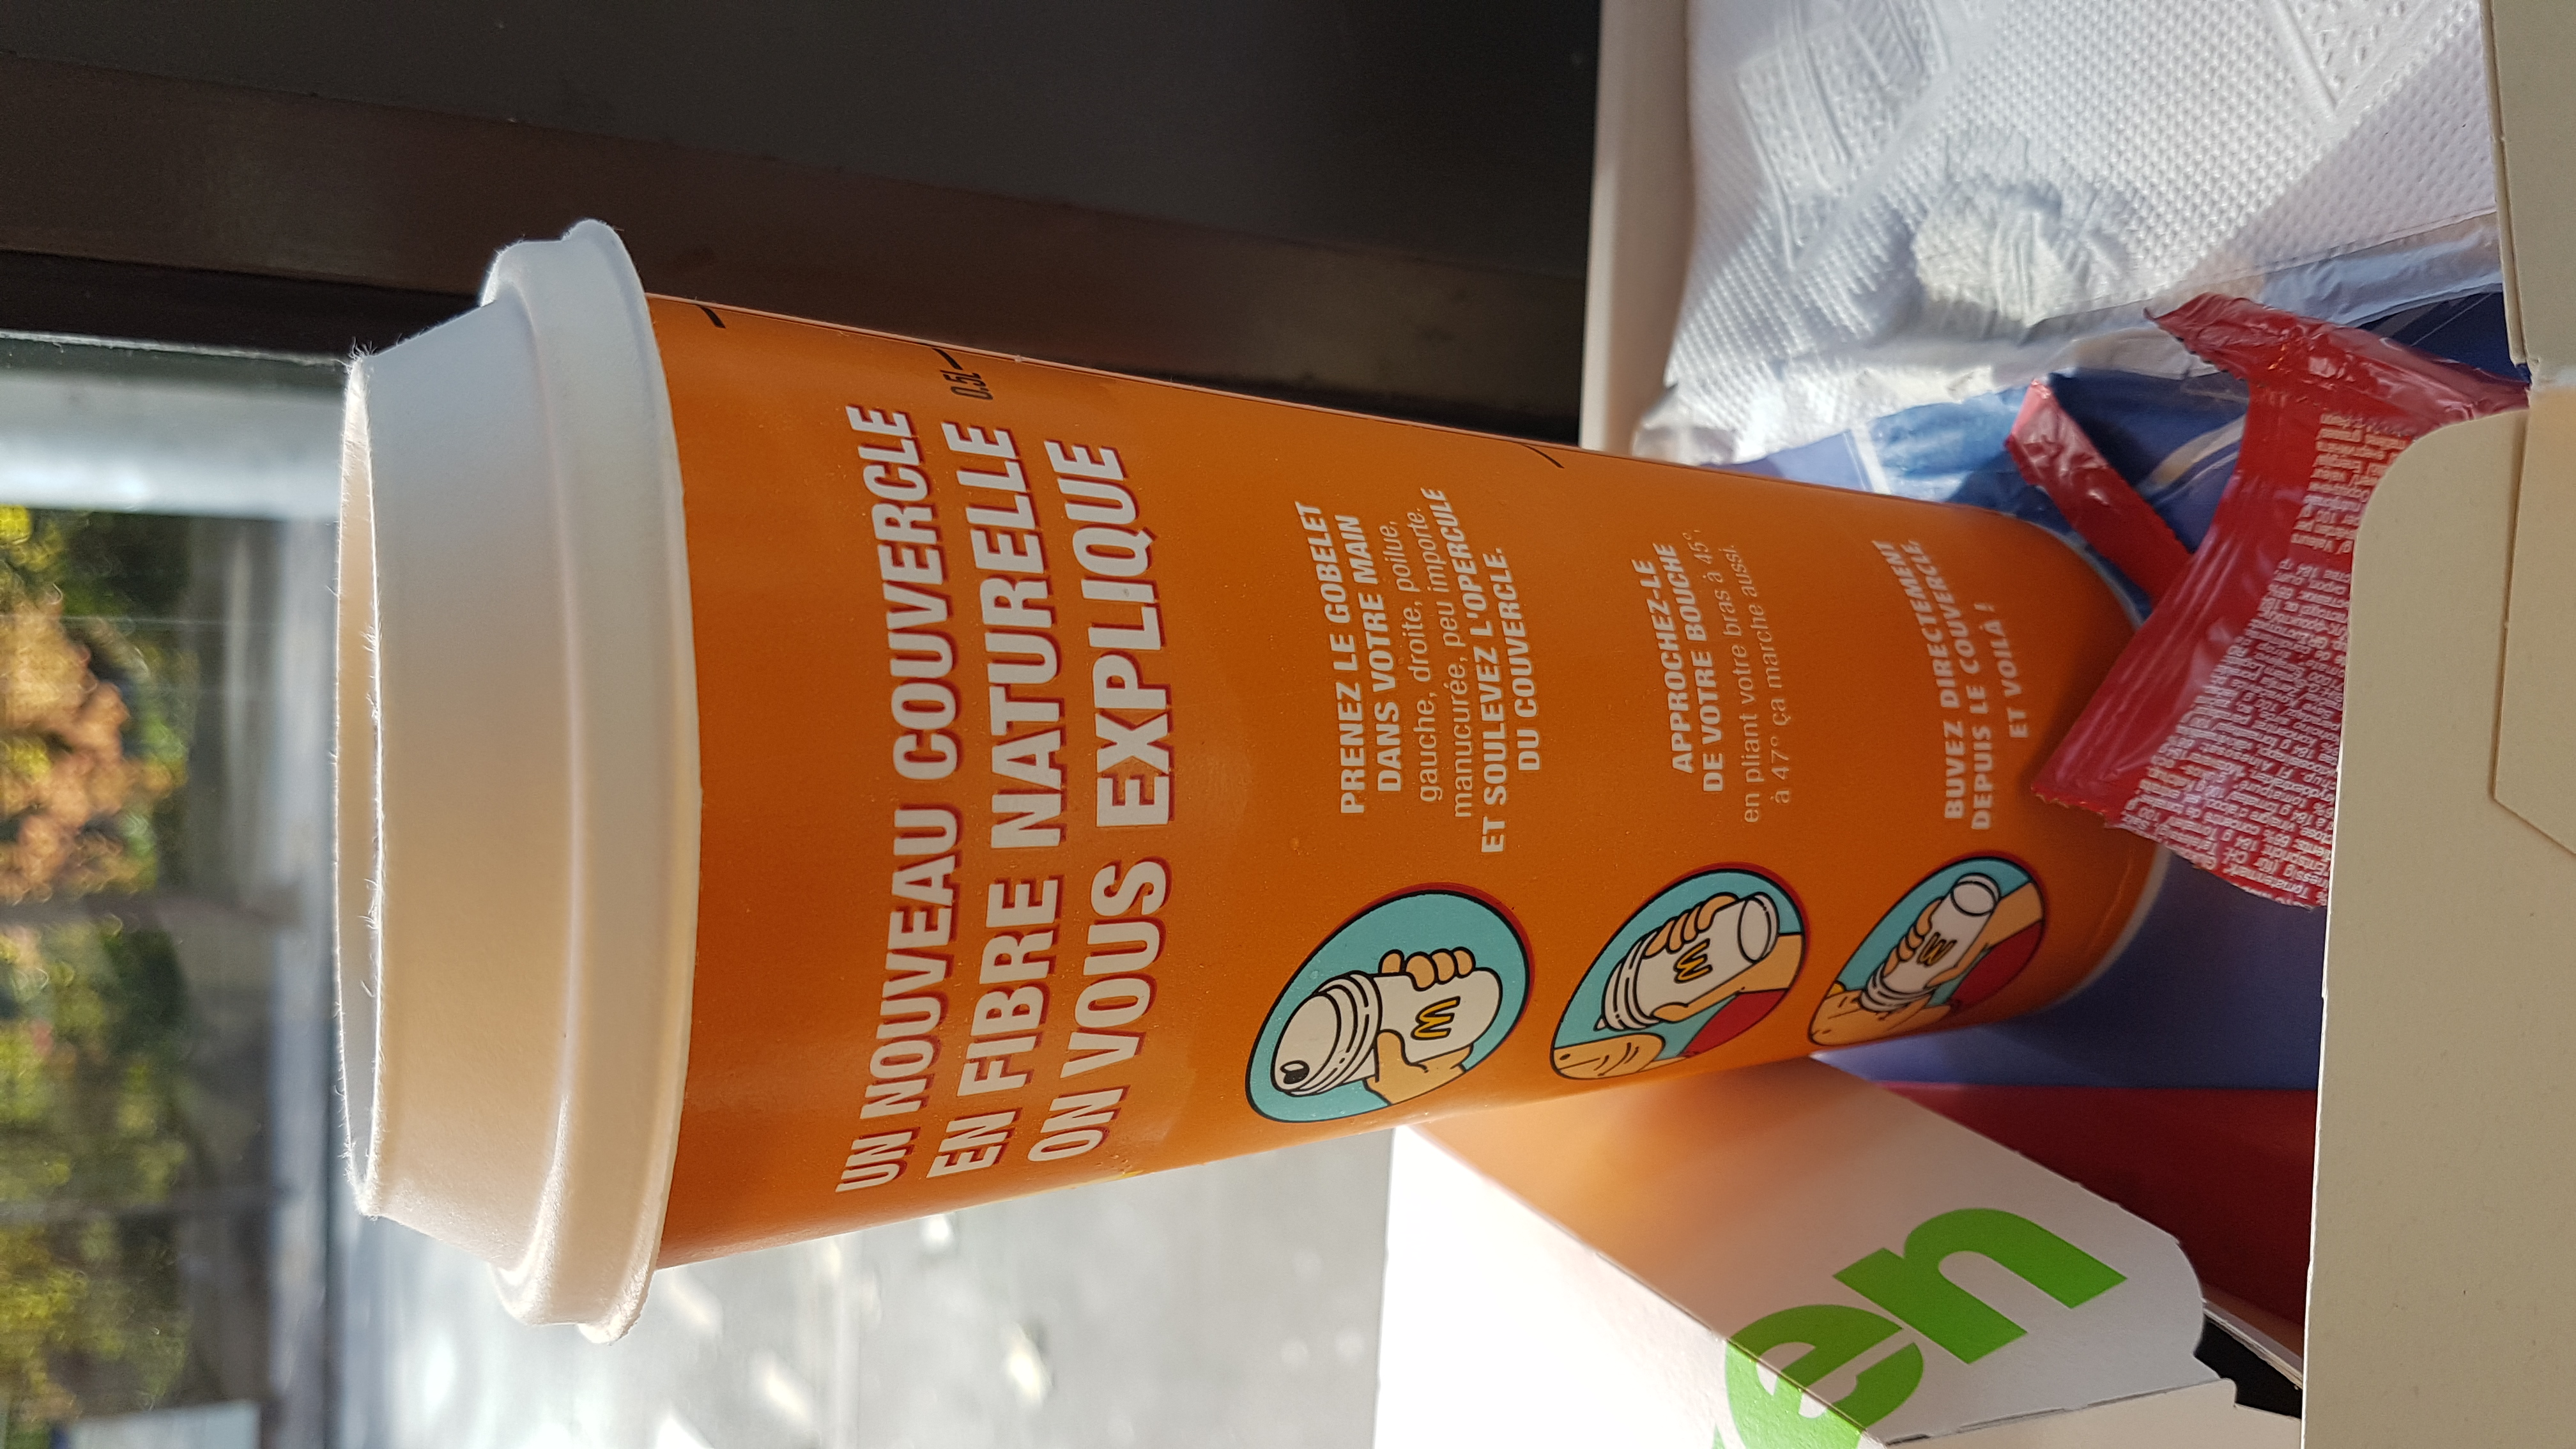 UN NOUVEAU COUVERCLE
EN FIBRE NATURELLE
ON VOUS EXPLIQUE
0.5L
PRENEZ LE GOBELET
DANS VOTRE MAIN
gauche, droite, poilue,
manucurée, peu importe.
ET SOULEVEZ L'OPERCULE
DU COUVERCLE.
APPROCHEZ-LE
DE VOTRE BOUCHE
en pliant votre bras à 45°,
à 47° ça marche aussi.
BUVEZ DIRECTEMENT
DEPUIS LE COUVERCLE,
ET VOILÀ !
en